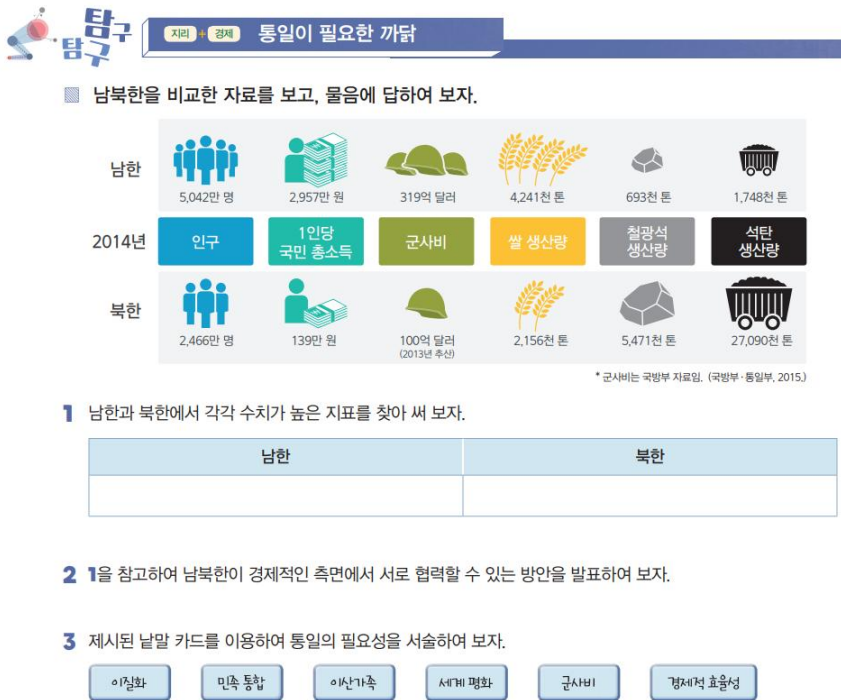 탐구
탐구
지리 + 경제 통일이 필요한 까닭
남북한을 비교한 자료를 보고, 물음에 답하여 보자.
남한
5,042만 명 2,957만 원 319억 달러 4,241천 톤 693천 톤 1,748천 톤
2014년 인구 1인당 국민 총소득 군사비 쌀 생산량 철광석 생산량 석탄 생산량
북한
2,466만 명 139만 원 100억 달러 2,156천 톤 5,471천 톤 27,090천 톤
(2013년 추산)
* 군사비는 국방부 자료임. (국방부·통일부, 2015.)
1 남한과 북한에서 각각 수치가 높은 지표를 찾아 써 보자.
남한 북한
2 1을 참고하여 남북한이 경제적인 측면에서 서로 협력할 수 있는 방안을 발표하여 보자.
3 제시된 낱말 카드를 이용하여 통일의 필요성을 서술하여 보자.
이질화 민족 통합 이산가족 세계 평화 군사비 경제적 효율성